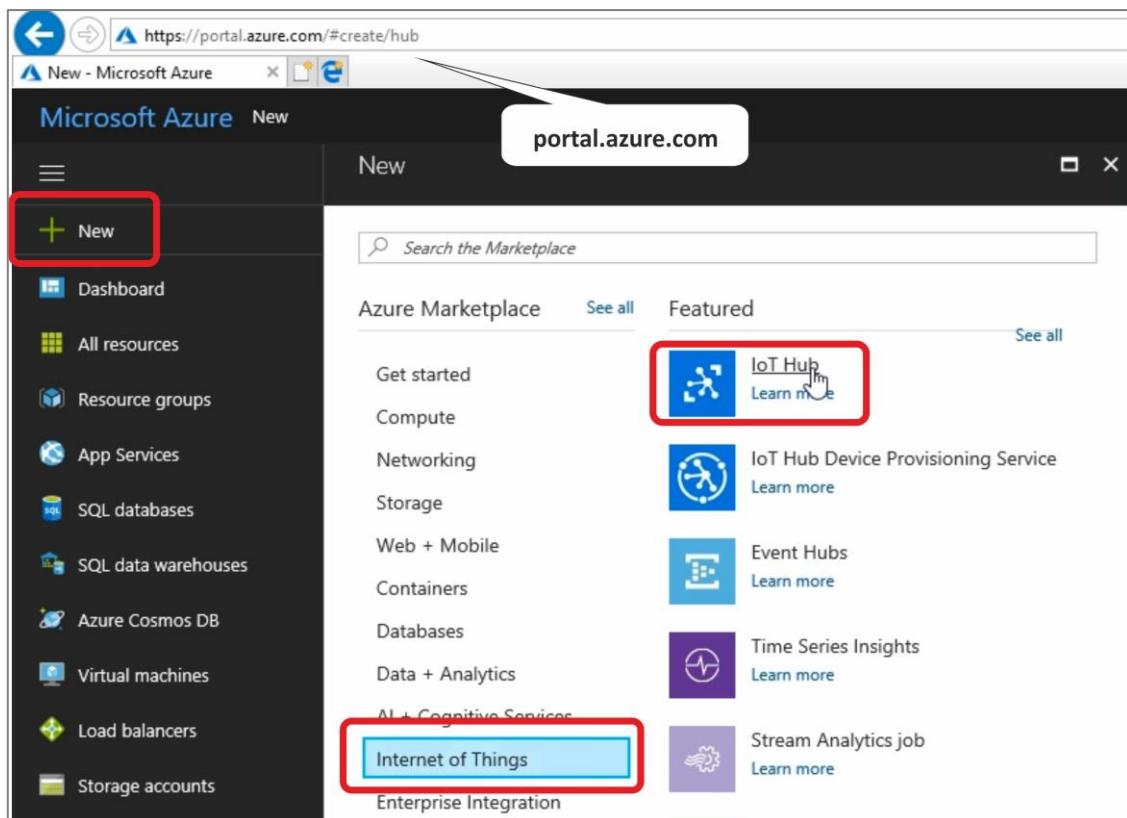 https://portal.azure.com/#create/hub
New - Microsoft Azure
portal.azure.com
Microsoft Azure New
New
New
Search the Marketplace
Dashboard
All resources
Resource groups
App Services
SQL databases
SQL data warehouses
Azure Cosmos DB
Virtual machines
Load balancers
Storage accounts
Azure Marketplace See all
Get started
Compute
Networking
Storage
Web + Mobile
Containers
Databases
Data + Analytics
AI + Cognitive Services
Internet of Things
Enterprise Integration
Featured
See all
IoT Hub
Learn more
IoT Hub Device Provisioning Service
Learn more
Event Hubs
Learn more
Time Series Insights
Learn more
Stream Analytics job
Learn more